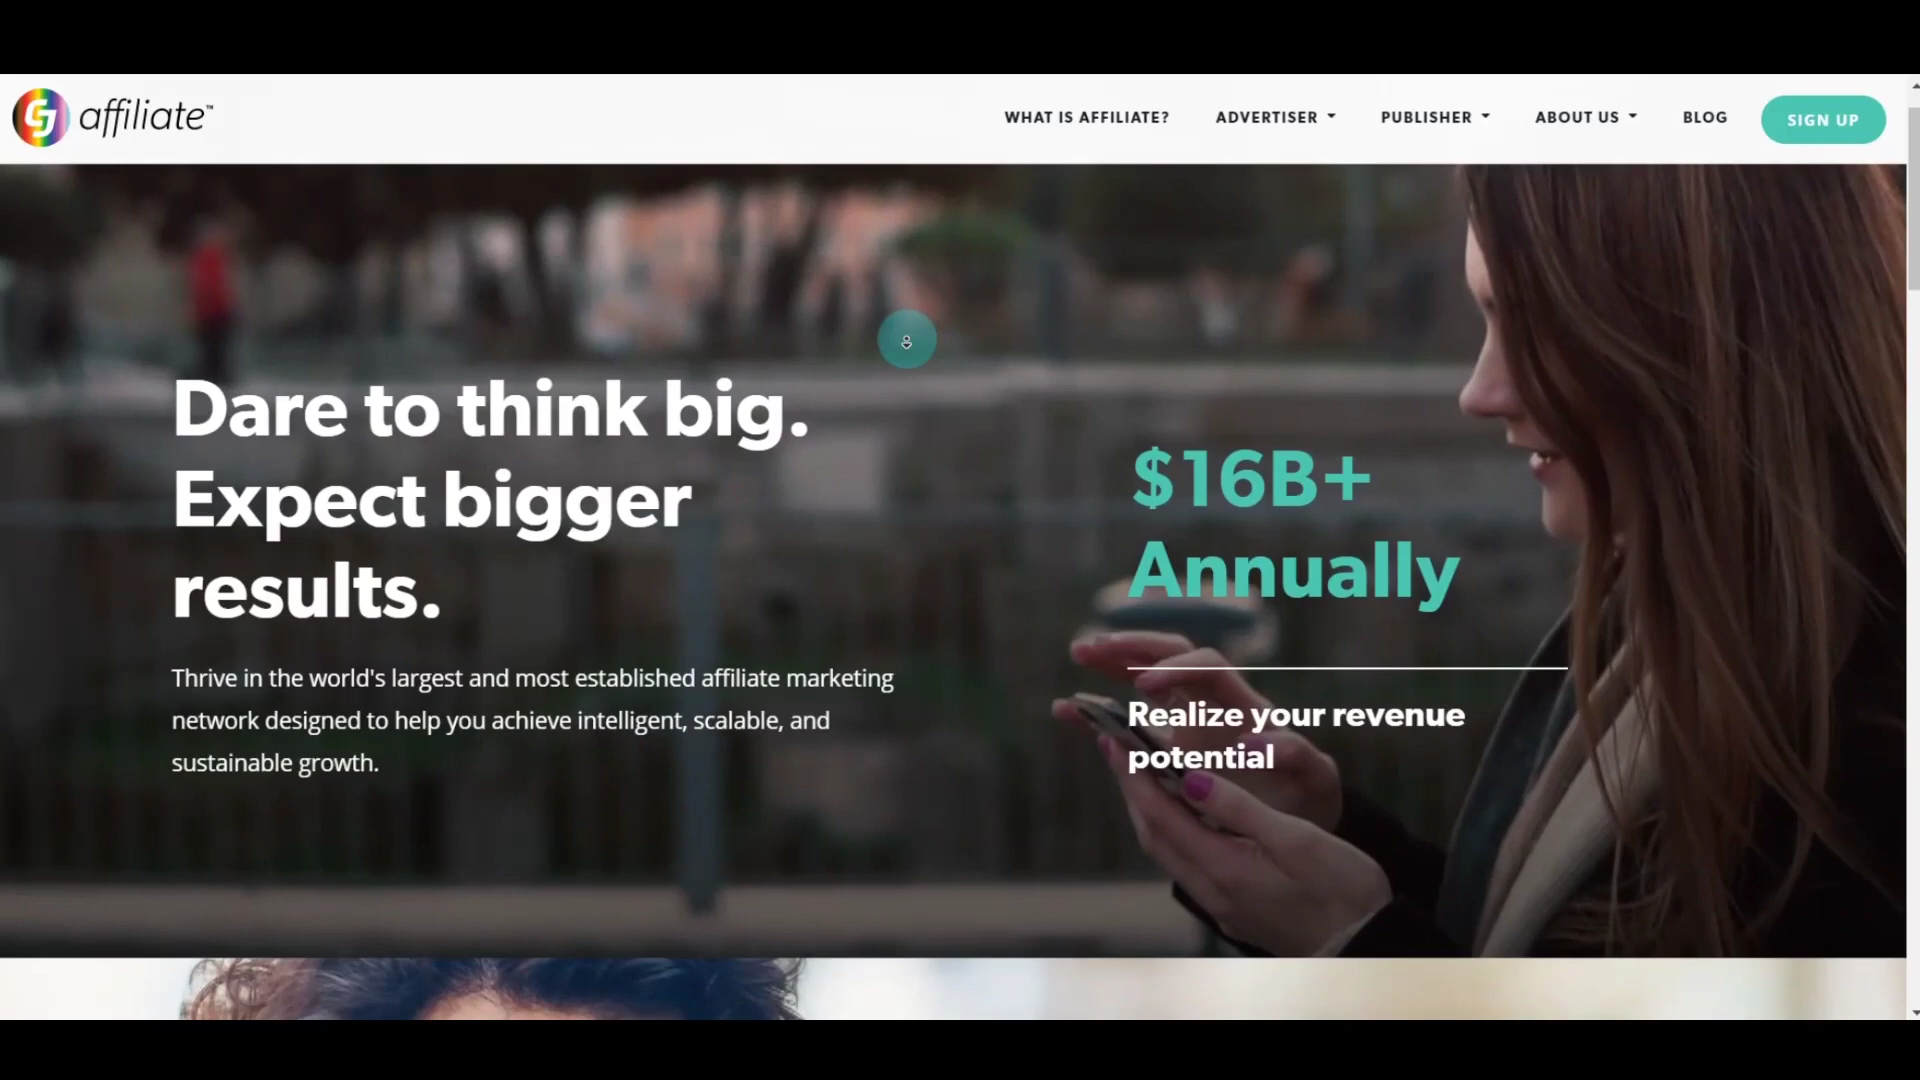 CJ affiliate™
WHAT IS AFFILIATE?
ADVERTISER
PUBLISHER
ABOUT US
BLOG
SIGN UP
Dare to think big.
Expect bigger
results.
Thrive in the world's largest and most established affiliate marketing
network designed to help you achieve intelligent, scalable, and
sustainable growth.
$16B+
Annually
Realize your revenue
potential